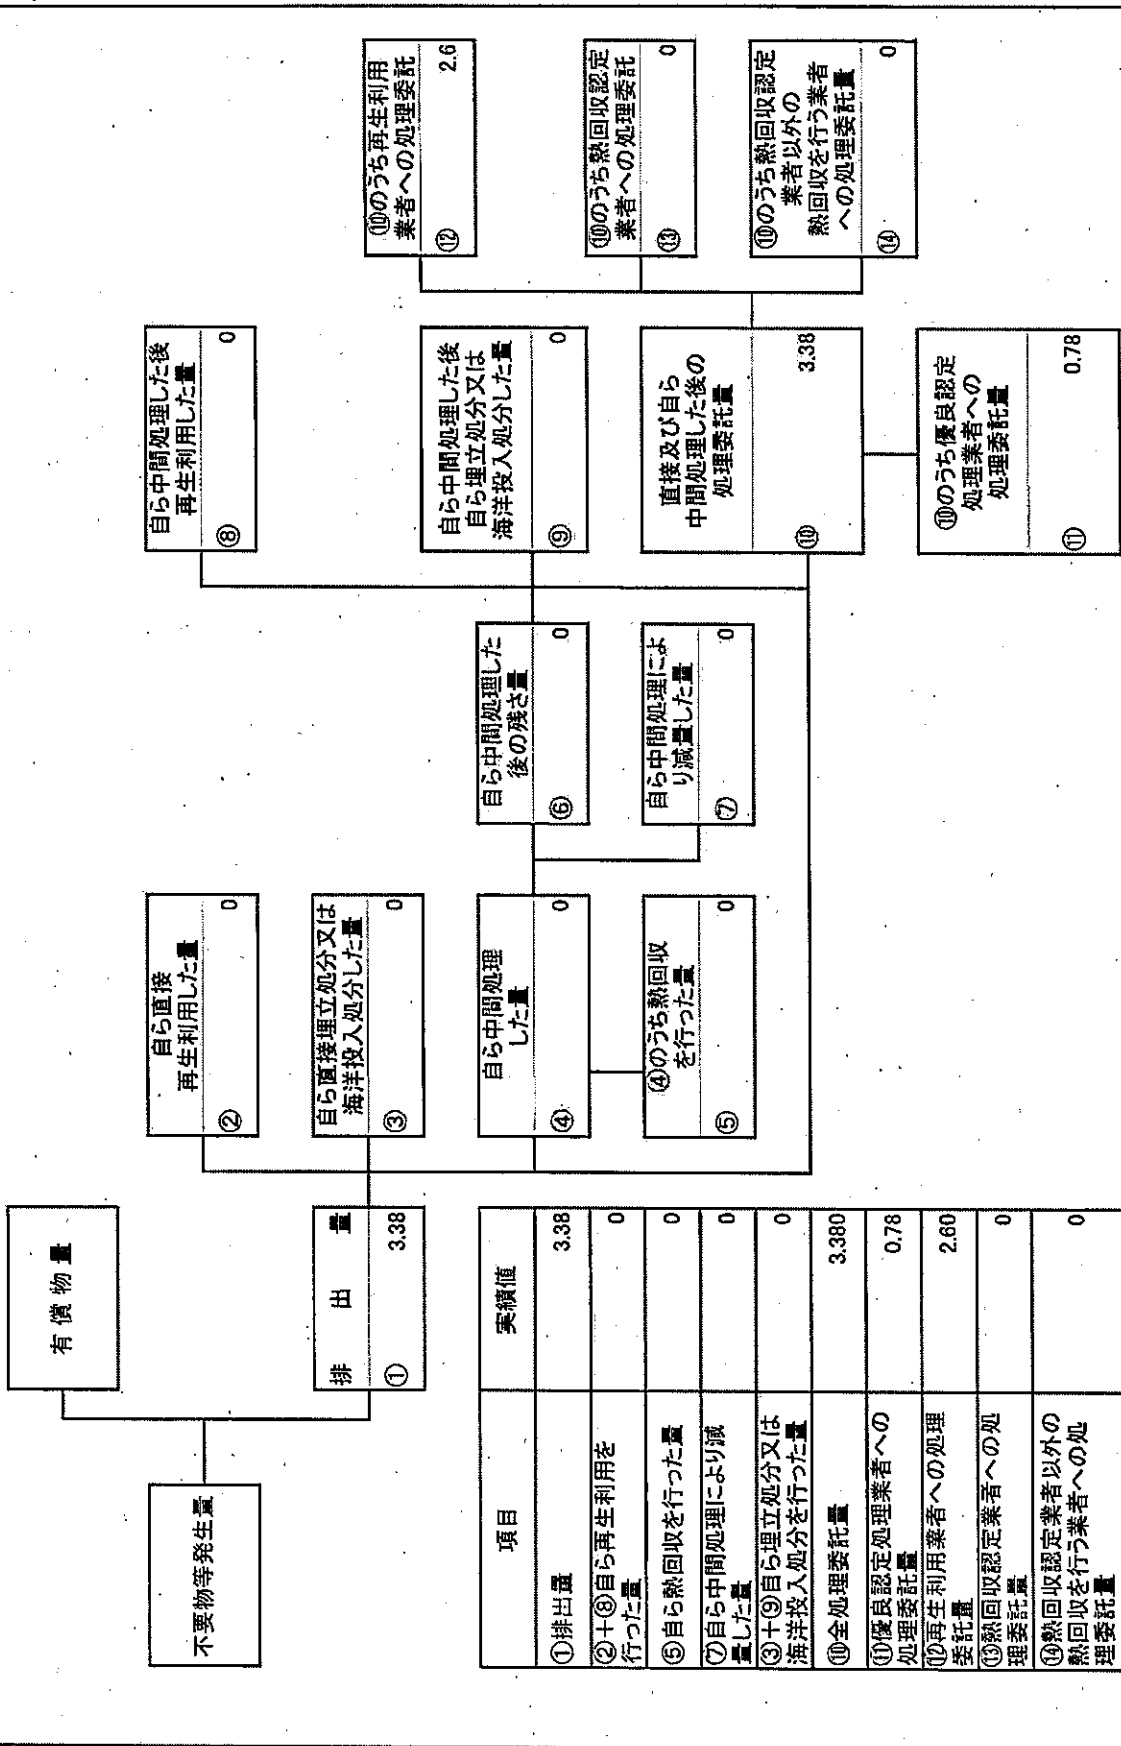 不要物等発生量
有償物量
排出量
① 3.38
自ら直接
再生利用した量
② 0
自ら直接埋立処分又は
海洋投入処分した量
③ 0
自ら中間処理
した量
④ 0
④のうち熱回収
を行った量
⑤ 0
自ら中間処理した
後の残さ量
⑥ 0
自ら中間処理によ
り減量した量
⑦ 0
自ら中間処理した後
再生利用した量
⑧ 0
自ら中間処理した後
自ら埋立処分又は
海洋投入処分した量
⑨ 0
直接及び自ら
中間処理した後の
処理委託量
⑩ 3.38
⑩のうち優良認定
処理業者への
処理委託量
⑪ 0.78
⑩のうち再生利用
業者への処理委託
⑫ 2.6
⑩のうち熱回収認定
業者への処理委託
⑬ 0
⑩のうち熱回収認定
業者以外の
熱回収を行う業者
への処理委託量
⑭ 0
項目 実績値
①排出量 3.38
②+⑧自ら再生利用を
行った量 0
⑤自ら熱回収を行った量 0
⑦自ら中間処理により減
量した量 0
③+⑨自ら埋立処分又は
海洋投入処分を行った量 0
⑩全処理委託量 3.380
⑪優良認定処理業者への
処理委託量 0.78
⑫再生利用業者への処理
委託量 2.60
⑬熱回収認定業者への処
理委託量 0
⑭熱回収認定業者以外の
熱回収を行う業者への処
理委託量 0